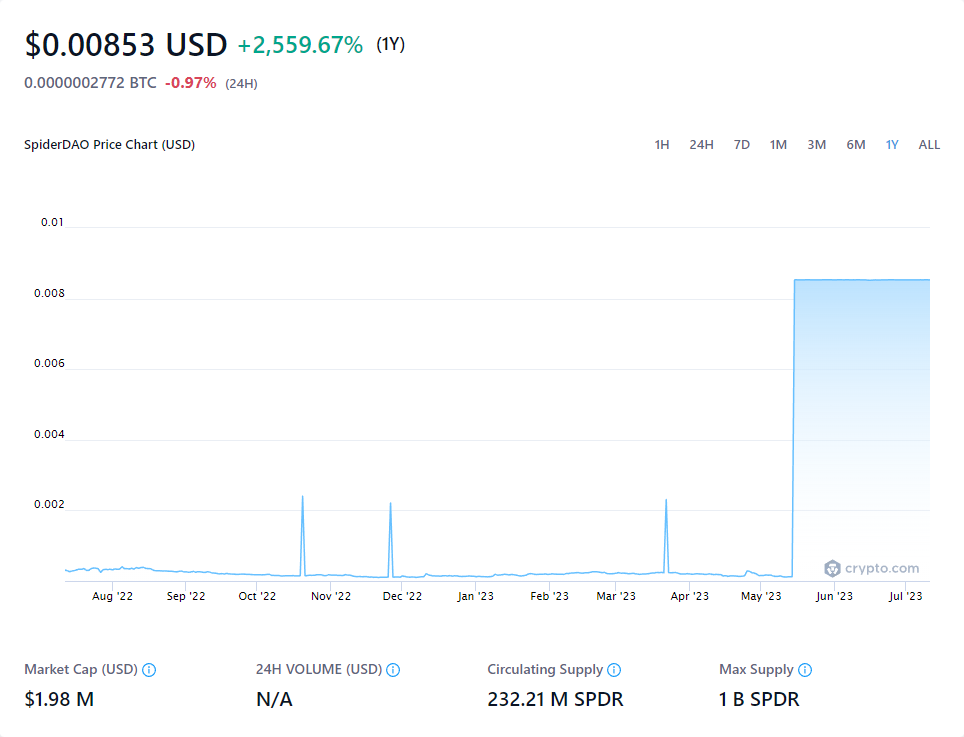 $0.00853 USD +2,559.67% (1Y)
0.0000002772 BTC -0.97% (24H)
SpiderDAO Price Chart (USD) 1H 24H 7D 1M 3M 6M 1Y ALL
0.01
0.008
0.006
0.004
0.002
crypto.com
Aug '22 Sep '22 Oct '22 Nov '22 Dec '22 Jan '23 Feb '23 Mar '23 Apr '23 May '23 Jun '23 Jul '23
Market Cap (USD) 24H VOLUME (USD) Circulating Supply Max Supply
$1.98 M N/A 232.21 M SPDR 1 B SPDR